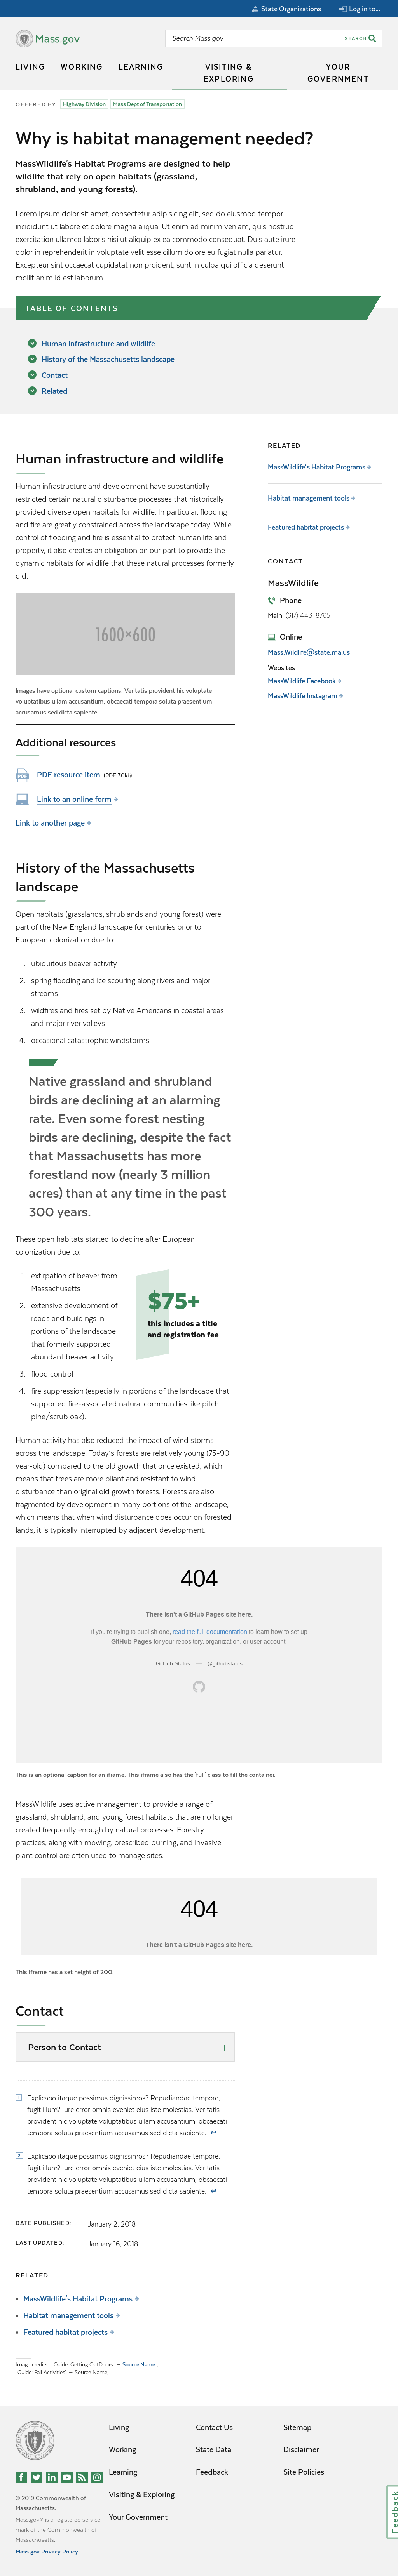 State Organizations
Log in to...
Mass.gov
Search Mass.gov
SEARCH
LIVING
WORKING
LEARNING
VISITING &
EXPLORING
YOUR
GOVERNMENT
OFFERED BY
Highway Division
Mass Dept of Transportation
Why is habitat management needed?
MassWildlife's Habitat Programs are designed to help
wildlife that rely on open habitats (grassland,
shrubland, and young forests).
Lorem ipsum dolor sit amet, consectetur adipisicing elit, sed do eiusmod tempor
incididunt ut labore et dolore magna aliqua. Ut enim ad minim veniam, quis nostrud
exercitation ullamco laboris nisi ut aliquip ex ea commodo consequat. Duis aute irure
dolor in reprehenderit in voluptate velit esse cillum dolore eu fugiat nulla pariatur.
Excepteur sint occaecat cupidatat non proident, sunt in culpa qui officia deserunt
mollit anim id est laborum.
TABLE OF CONTENTS
Human infrastructure and wildlife
History of the Massachusetts landscape
Contact
Related
Human infrastructure and wildlife
Human infrastructure and development have substantially
restricted certain natural disturbance processes that historically
provided diverse open habitats for wildlife. In particular, flooding
and fire are greatly constrained across the landscape today. While
control of flooding and fire can be essential to protect human life
and property, it also creates an obligation on our part to provide the
dynamic habitats for wildlife that these natural processes formerly
did.
1600×600
Images have optional custom captions. Veritatis provident hic voluptate
voluptatibus ullam accusantium, obcaecati tempora soluta praesentium
accusamus sed dicta sapiente.
Additional resources
PDF resource item (PDF 30kb)
Link to an online form
Link to another page
History of the Massachusetts
landscape
Open habitats (grasslands, shrublands and young forest) were
part of the New England landscape for centuries prior to
European colonization due to:
1. ubiquitous beaver activity
2. spring flooding and ice scouring along rivers and major
streams
3. wildfires and fires set by Native Americans in coastal areas
and major river valleys
4. occasional catastrophic windstorms
Native grassland and shrubland
birds are declining at an alarming
rate. Even some forest nesting
birds are declining, despite the fact
that Massachusetts has more
forestland now (nearly 3 million
acres) than at any time in the past
300 years.
These open habitats started to decline after European
colonization due to:
1. extirpation of beaver from
Massachusetts
2. extensive development of
roads and buildings in
portions of the landscape
that formerly supported
abundant beaver activity
$75+
this includes a title
and registration fee
3. flood control
4. fire suppression (especially in portions of the landscape that
supported fire-associated natural communities like pitch
pine/scrub oak).
Human activity has also reduced the impact of wind storms
across the landscape. Today's forests are relatively young (75-90
year-old) compared to the old growth that once existed, which
means that trees are more pliant and resistant to wind
disturbance than original old growth forests. Forests are also
fragmented by development in many portions of the landscape,
which means that when wind disturbance does occur on forested
lands, it is typically interrupted by adjacent development.
404
There isn't a GitHub Pages site here.
If you're trying to publish one, read the full documentation to learn how to set up
GitHub Pages for your repository, organization, or user account.
GitHub Status — @githubstatus
This is an optional caption for an iframe. This iframe also has the 'full' class to fill the container.
MassWildlife uses active management to provide a range of
grassland, shrubland, and young forest habitats that are no longer
created frequently enough by natural processes. Forestry
practices, along with mowing, prescribed burning, and invasive
plant control are often used to manage sites.
404
There isn't a GitHub Pages site here.
This iframe has a set height of 200.
Contact
Person to Contact
1 Explicabo itaque possimus dignissimos? Repudiandae tempore,
fugit illum? Iure error omnis eveniet eius iste molestias. Veritatis
provident hic voluptate voluptatibus ullam accusantium, obcaecati
tempora soluta praesentium accusamus sed dicta sapiente. ↩
2 Explicabo itaque possimus dignissimos? Repudiandae tempore,
fugit illum? Iure error omnis eveniet eius iste molestias. Veritatis
provident hic voluptate voluptatibus ullam accusantium, obcaecati
tempora soluta praesentium accusamus sed dicta sapiente. ↩
DATE PUBLISHED: January 2, 2018
LAST UPDATED: January 16, 2018
RELATED
MassWildlife's Habitat Programs
Habitat management tools
Featured habitat projects
Image credits: "Guide: Getting OutDoors" — Source Name ;
"Guide: Fall Activities" — Source Name;
RELATED
MassWildlife's Habitat Programs
Habitat management tools
Featured habitat projects
CONTACT
MassWildlife
Phone
Main: (617) 443-8765
Online
Mass.Wildlife@state.ma.us
Websites
MassWildlife Facebook
MassWildlife Instagram
© 2019 Commonwealth of
Massachusetts.
Mass.gov® is a registered service
mark of the Commonwealth of
Massachusetts.
Mass.gov Privacy Policy
Living
Working
Learning
Visiting & Exploring
Your Government
Contact Us
State Data
Feedback
Sitemap
Disclaimer
Site Policies
Feedback